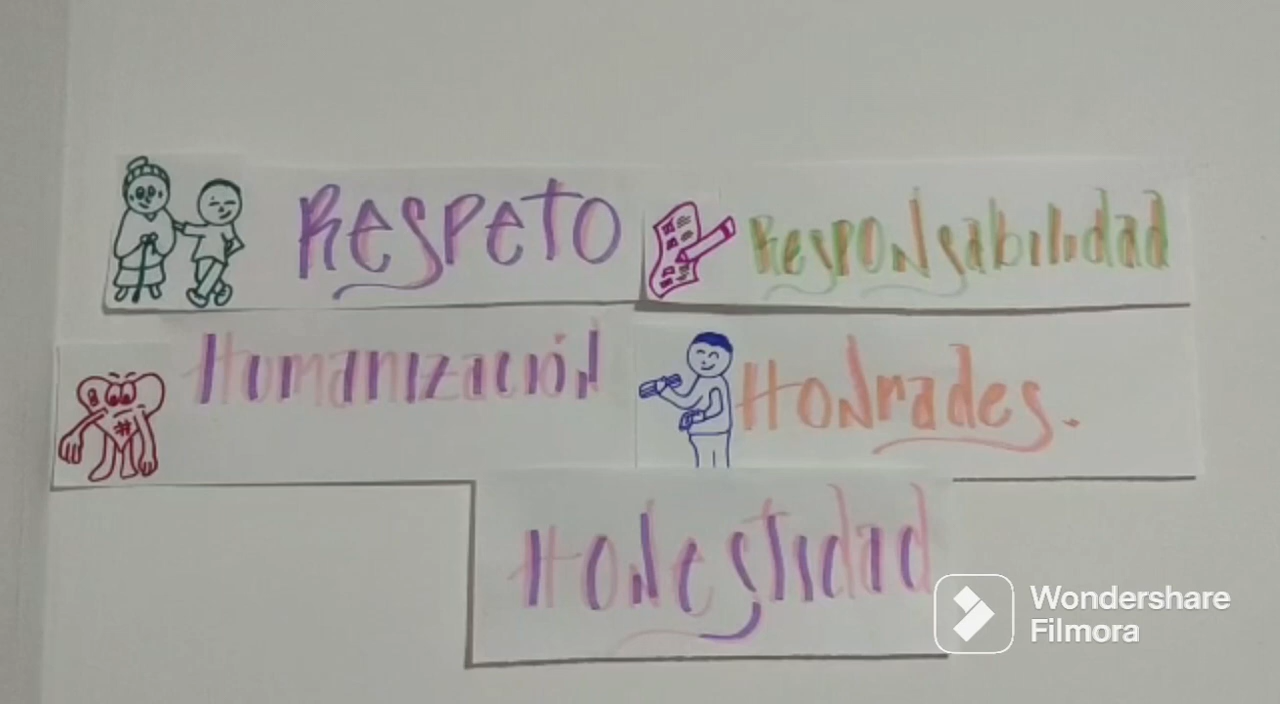 Respeto
Responsabilidad
Humanización
Honrades.
Honestidad
Wondershare
Filmora